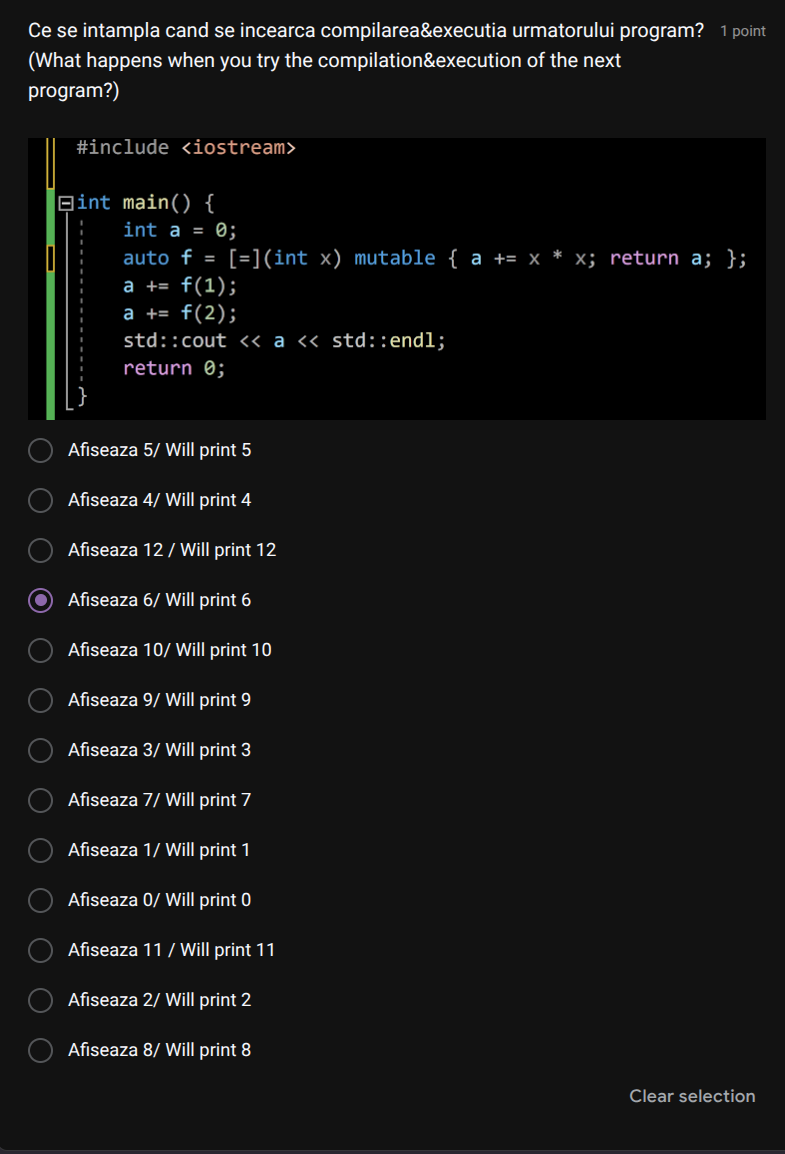 Ce se intampla cand se incearca compilarea&executia urmatorului program? 1 point
(What happens when you try the compilation&execution of the next
program?)
#include <iostream>
int main() {
int a = 0;
auto f = [=](int x) mutable { a += x * x; return a; };
a += f(1);
a += f(2);
std::cout << a << std::endl;
return 0;
}
Afiseaza 5/ Will print 5
Afiseaza 4/ Will print 4
Afiseaza 12 / Will print 12
Afiseaza 6/ Will print 6
Afiseaza 10/ Will print 10
Afiseaza 9/ Will print 9
Afiseaza 3/ Will print 3
Afiseaza 7/ Will print 7
Afiseaza 1/ Will print 1
Afiseaza 0/ Will print 0
Afiseaza 11 / Will print 11
Afiseaza 2/ Will print 2
Afiseaza 8/ Will print 8
Clear selection